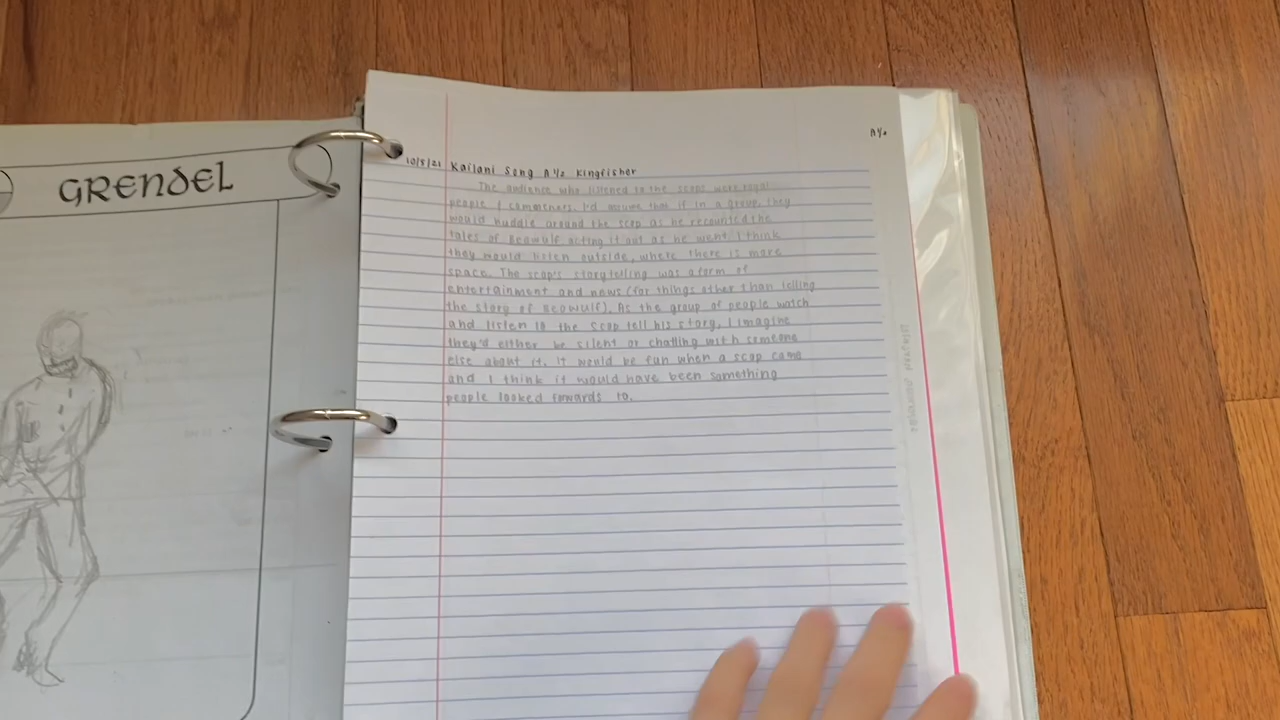 GRENDEL
A½
10/5/21 Kailani Song A½ Kingfisher
The audience who listened to the scops were royal
people & commoners. I'd assume that if in a group, they
would huddle around the scop as he recounted the
tales of Beowulf acting it out as he went. I think
they would listen outside, where there is more
space. The scop's storytelling was a form of
entertainment and news (for things other than telling
the story of Beowulf). As the group of people watch
and listen to the scop tell his story, I imagine
they'd either be silent or chatting with someone
else about it. It would be fun when a scop came
and I think it would have been something
people looked forwards to.